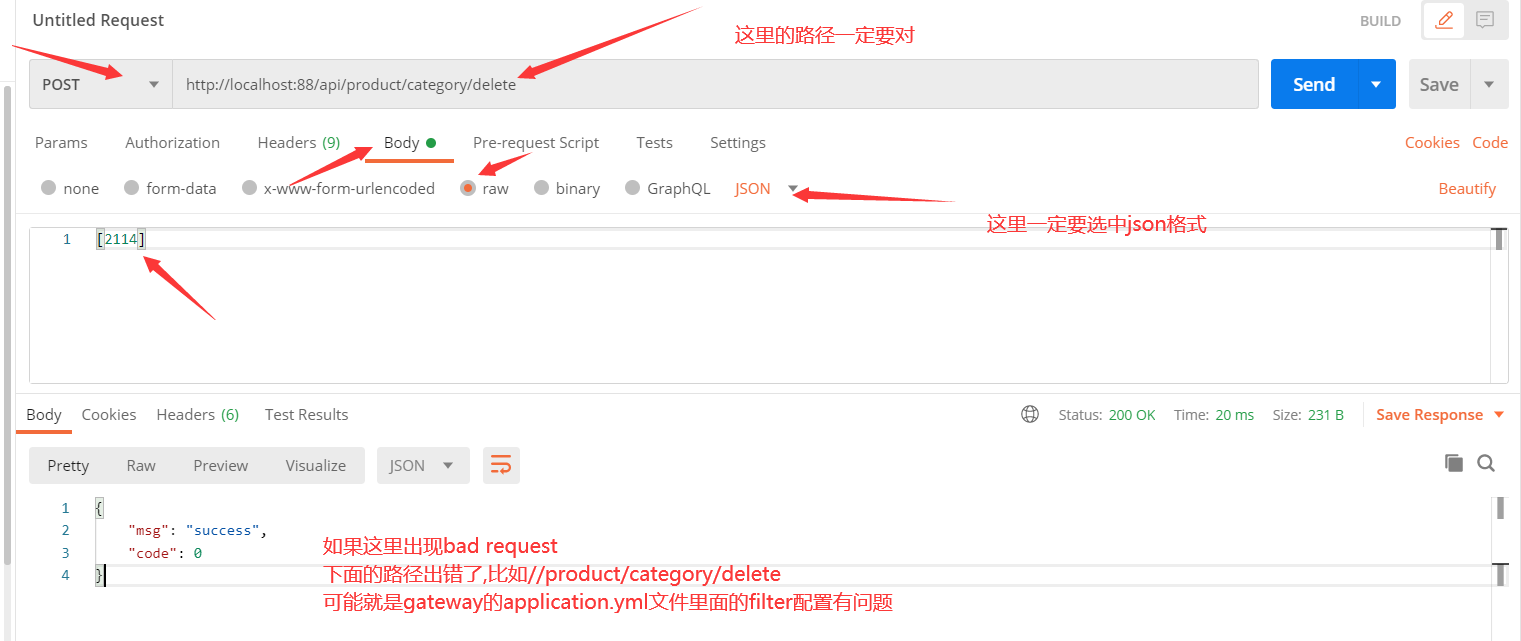 Untitled Request
这里的路径一定要对
BUILD
POST
http://localhost:88/api/product/category/delete
Send
Save
Params Authorization Headers (9) Body Pre-request Script Tests Settings
Cookies Code
none form-data x-www-form-urlencoded raw binary GraphQL JSON
Beautify
这里一定要选中json格式
1 [2114]
Body Cookies Headers (6) Test Results
Status: 200 OK Time: 20 ms Size: 231 B Save Response
Pretty Raw Preview Visualize JSON
1 {
2 "msg": "success",
3 "code": 0
4 }
如果这里出现bad request
下面的路径出错了,比如//product/category/delete
可能就是gateway的application.yml文件里面的filter配置有问题